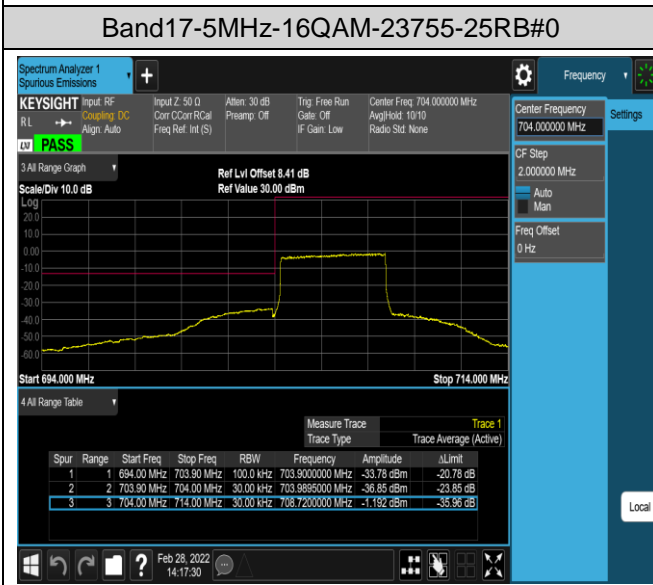 Band17-5MHz-16QAM-23755-25RB#0
Spectrum Analyzer 1
Spurious Emissions
+
Frequency
KEYSIGHT
Input: RF
Coupling: DC
Align: Auto
Input Z: 50 Ω
Corr CCorr RCal
Freq Ref: Int (S)
Atten: 30 dB
Preamp: Off
Trig: Free Run
Gate: Off
IF Gain: Low
Center Freq: 704.000000 MHz
Avg|Hold: 10/10
Radio Std: None
RL
LXI PASS
Center Frequency
704.000000 MHz
Settings
CF Step
2.000000 MHz
Auto
Man
Freq Offset
0 Hz
3 All Range Graph
Ref Lvl Offset 8.41 dB
Scale/Div 10.0 dB Ref Value 30.00 dBm
Log
20.0
10.0
0.00
-10.0
-20.0
-30.0
-40.0
-50.0
-60.0
Start 694.000 MHz Stop 714.000 MHz
4 All Range Table
Measure Trace Trace 1
Trace Type Trace Average (Active)
Spur Range Start Freq Stop Freq RBW Frequency Amplitude ΔLimit
1 1 694.00 MHz 703.90 MHz 100.0 kHz 703.9000000 MHz -33.78 dBm -20.78 dB
2 2 703.90 MHz 704.00 MHz 30.00 kHz 703.9895000 MHz -36.85 dBm -23.85 dB
3 3 704.00 MHz 714.00 MHz 30.00 kHz 708.7200000 MHz -1.192 dBm -35.96 dB
Local
?
Feb 28, 2022
14:17:30